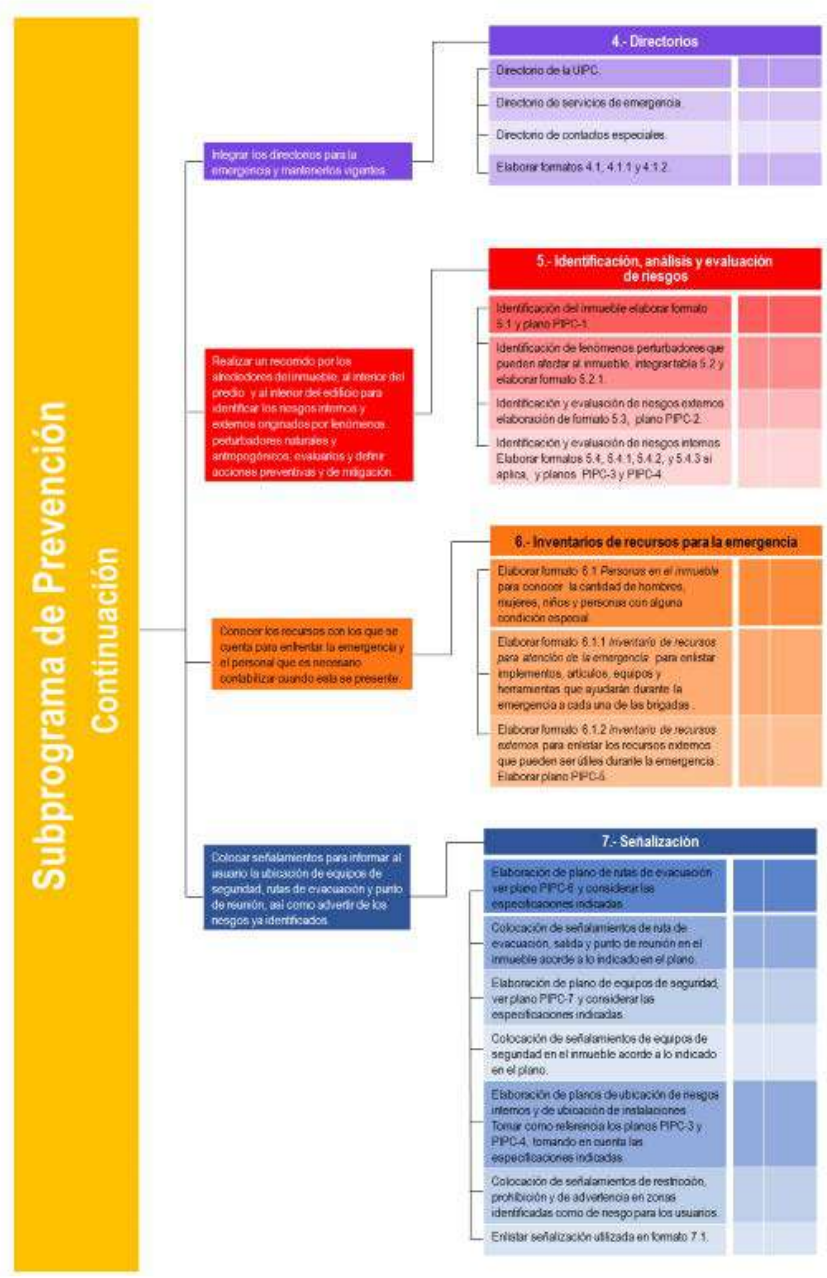 Subprograma de Prevención
Continuación
Integrar los directorios para la
emergencia y mantenerlos vigentes.
4.- Directorios
Directorio de la UIPC.
Directorio de servicios de emergencia.
Directorio de contactos especiales.
Elaborar formatos 4.1, 4.1.1 y 4.1.2.
Realizar un recorrido por los
alrededores del inmueble, al interior del
predio y al interior del edificio para
identificar los riesgos internos y
externos originados por fenómenos
perturbadores naturales y
antropogénicos, evaluarlos y definir
acciones preventivas y de mitigación.
5.- Identificación, análisis y evaluación
de riesgos
Identificación del inmueble elaborar formato
5.1 y plano PIPC-1.
Identificación de fenómenos perturbadores que
pueden afectar al inmueble, integrar tabla 5.2 y
elaborar formato 5.2.1.
Identificación y evaluación de riesgos externos
elaboración de formato 5.3, plano PIPC-2.
Identificación y evaluación de riesgos internos
Elaborar formatos 5.4, 5.4.1, 5.4.2, y 5.4.3 si
aplica, y planos PIPC-3 y PIPC-4
Conocer los recursos con los que se
cuenta para enfrentar la emergencia y
el personal que es necesario
contabilizar cuando esta se presente.
6.- Inventarios de recursos para la emergencia
Elaborar formato 6.1 Personas en el inmueble
para conocer la cantidad de hombres,
mujeres, niños y personas con alguna
condición especial.
Elaborar formato 6.1.1 Inventario de recursos
para atención de la emergencia para enlistar
implementos, artículos, equipos y
herramientas que ayudarán durante la
emergencia a cada una de las brigadas .
Elaborar formato 6.1.2 Inventario de recursos
externos para enlistar los recursos externos
que pueden ser útiles durante la emergencia .
Elaborar plano PIPC-5.
Colocar señalamientos para informar al
usuario la ubicación de equipos de
seguridad, rutas de evacuación y punto
de reunión, así como advertir de los
riesgos ya identificados.
7.- Señalización
Elaboración de plano de rutas de evacuación
ver plano PIPC-6 y considerar las
especificaciones indicadas.
Colocación de señalamientos de ruta de
evacuación, salida y punto de reunión en el
inmueble acorde a lo indicado en el plano.
Elaboración de plano de equipos de seguridad,
ver plano PIPC-7 y considerar las
especificaciones indicadas.
Colocación de señalamientos de equipos de
seguridad en el inmueble acorde a lo indicado
en el plano.
Elaboración de planos de ubicación de riesgos
internos y de ubicación de instalaciones
Tomar como referencia los planos PIPC-3 y
PIPC-4, tomando en cuenta las
especificaciones indicadas
Colocación de señalamientos de restricción,
prohibición y de advertencia en zonas
identificadas como de riesgo para los usuarios.
Enlistar señalización utilizada en formato 7.1.